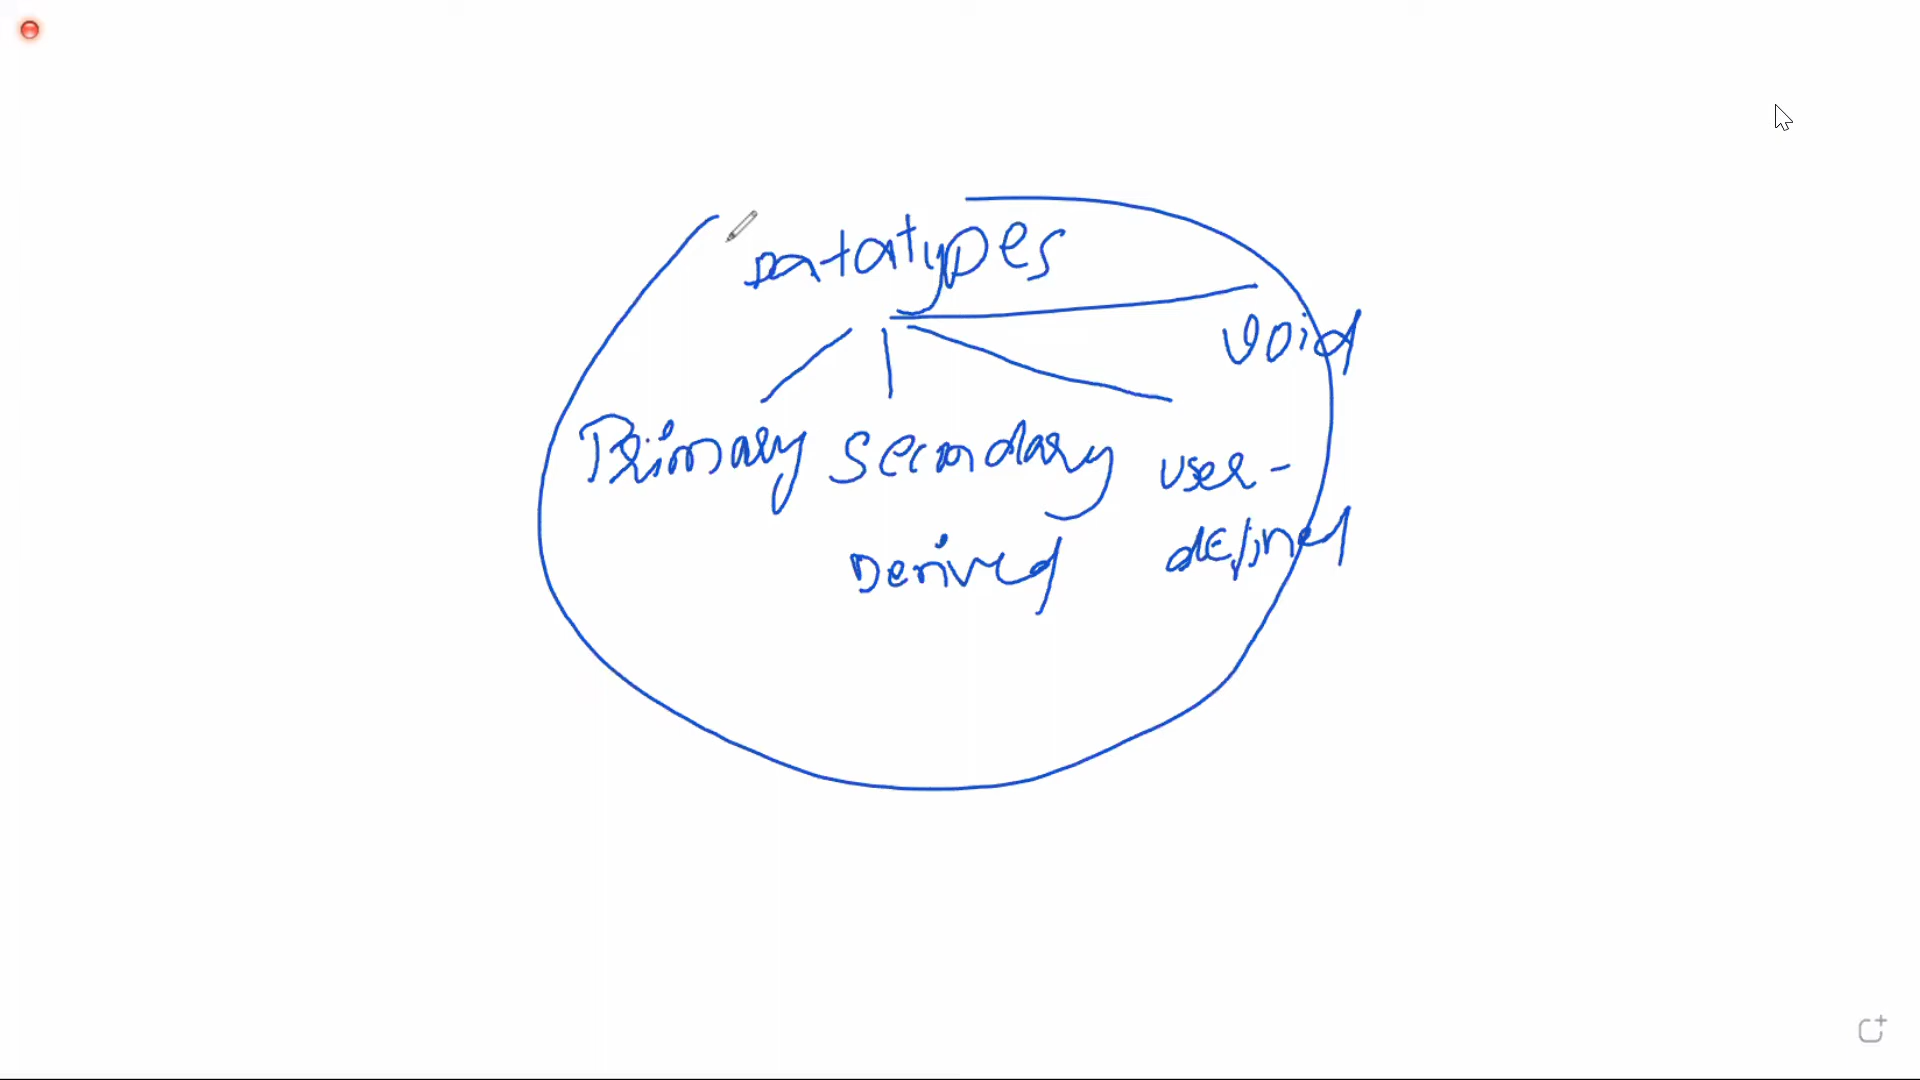 Datatypes
void
Primary secondary user-
Derived defined